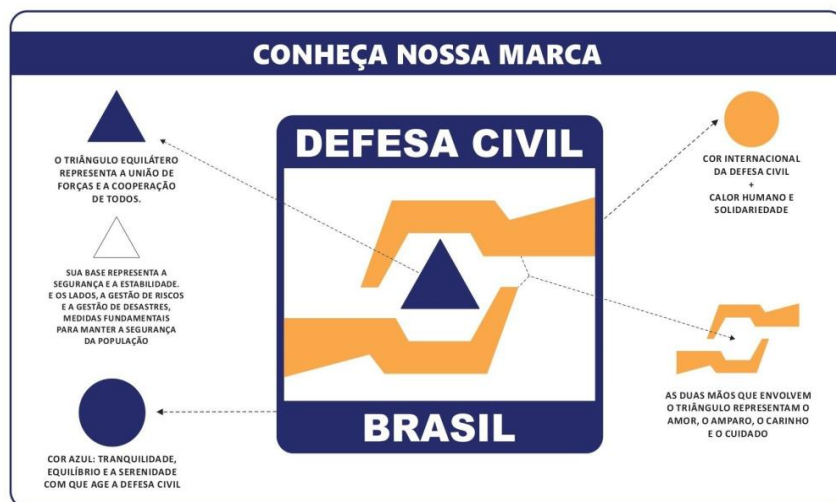 CONHEÇA NOSSA MARCA
O TRIÂNGULO EQUILÁTERO
REPRESENTA A UNIÃO DE
FORÇAS E A COOPERAÇÃO
DE TODOS.
SUA BASE REPRESENTA A
SEGURANÇA E A ESTABILIDADE.
E OS LADOS, A GESTÃO DE RISCOS
E A GESTÃO DE DESASTRES,
MEDIDAS FUNDAMENTAIS
PARA MANTER A SEGURANÇA
DA POPULAÇÃO
COR AZUL: TRANQUILIDADE,
EQUILÍBRIO E A SERENIDADE
COM QUE AGE A DEFESA CIVIL
DEFESA CIVIL
BRASIL
COR INTERNACIONAL
DA DEFESA CIVIL
+
CALOR HUMANO E
SOLIDARIEDADE
AS DUAS MÃOS QUE ENVOLVEM
O TRIÂNGULO REPRESENTAM O
AMOR, O AMPARO, O CARINHO
E O CUIDADO